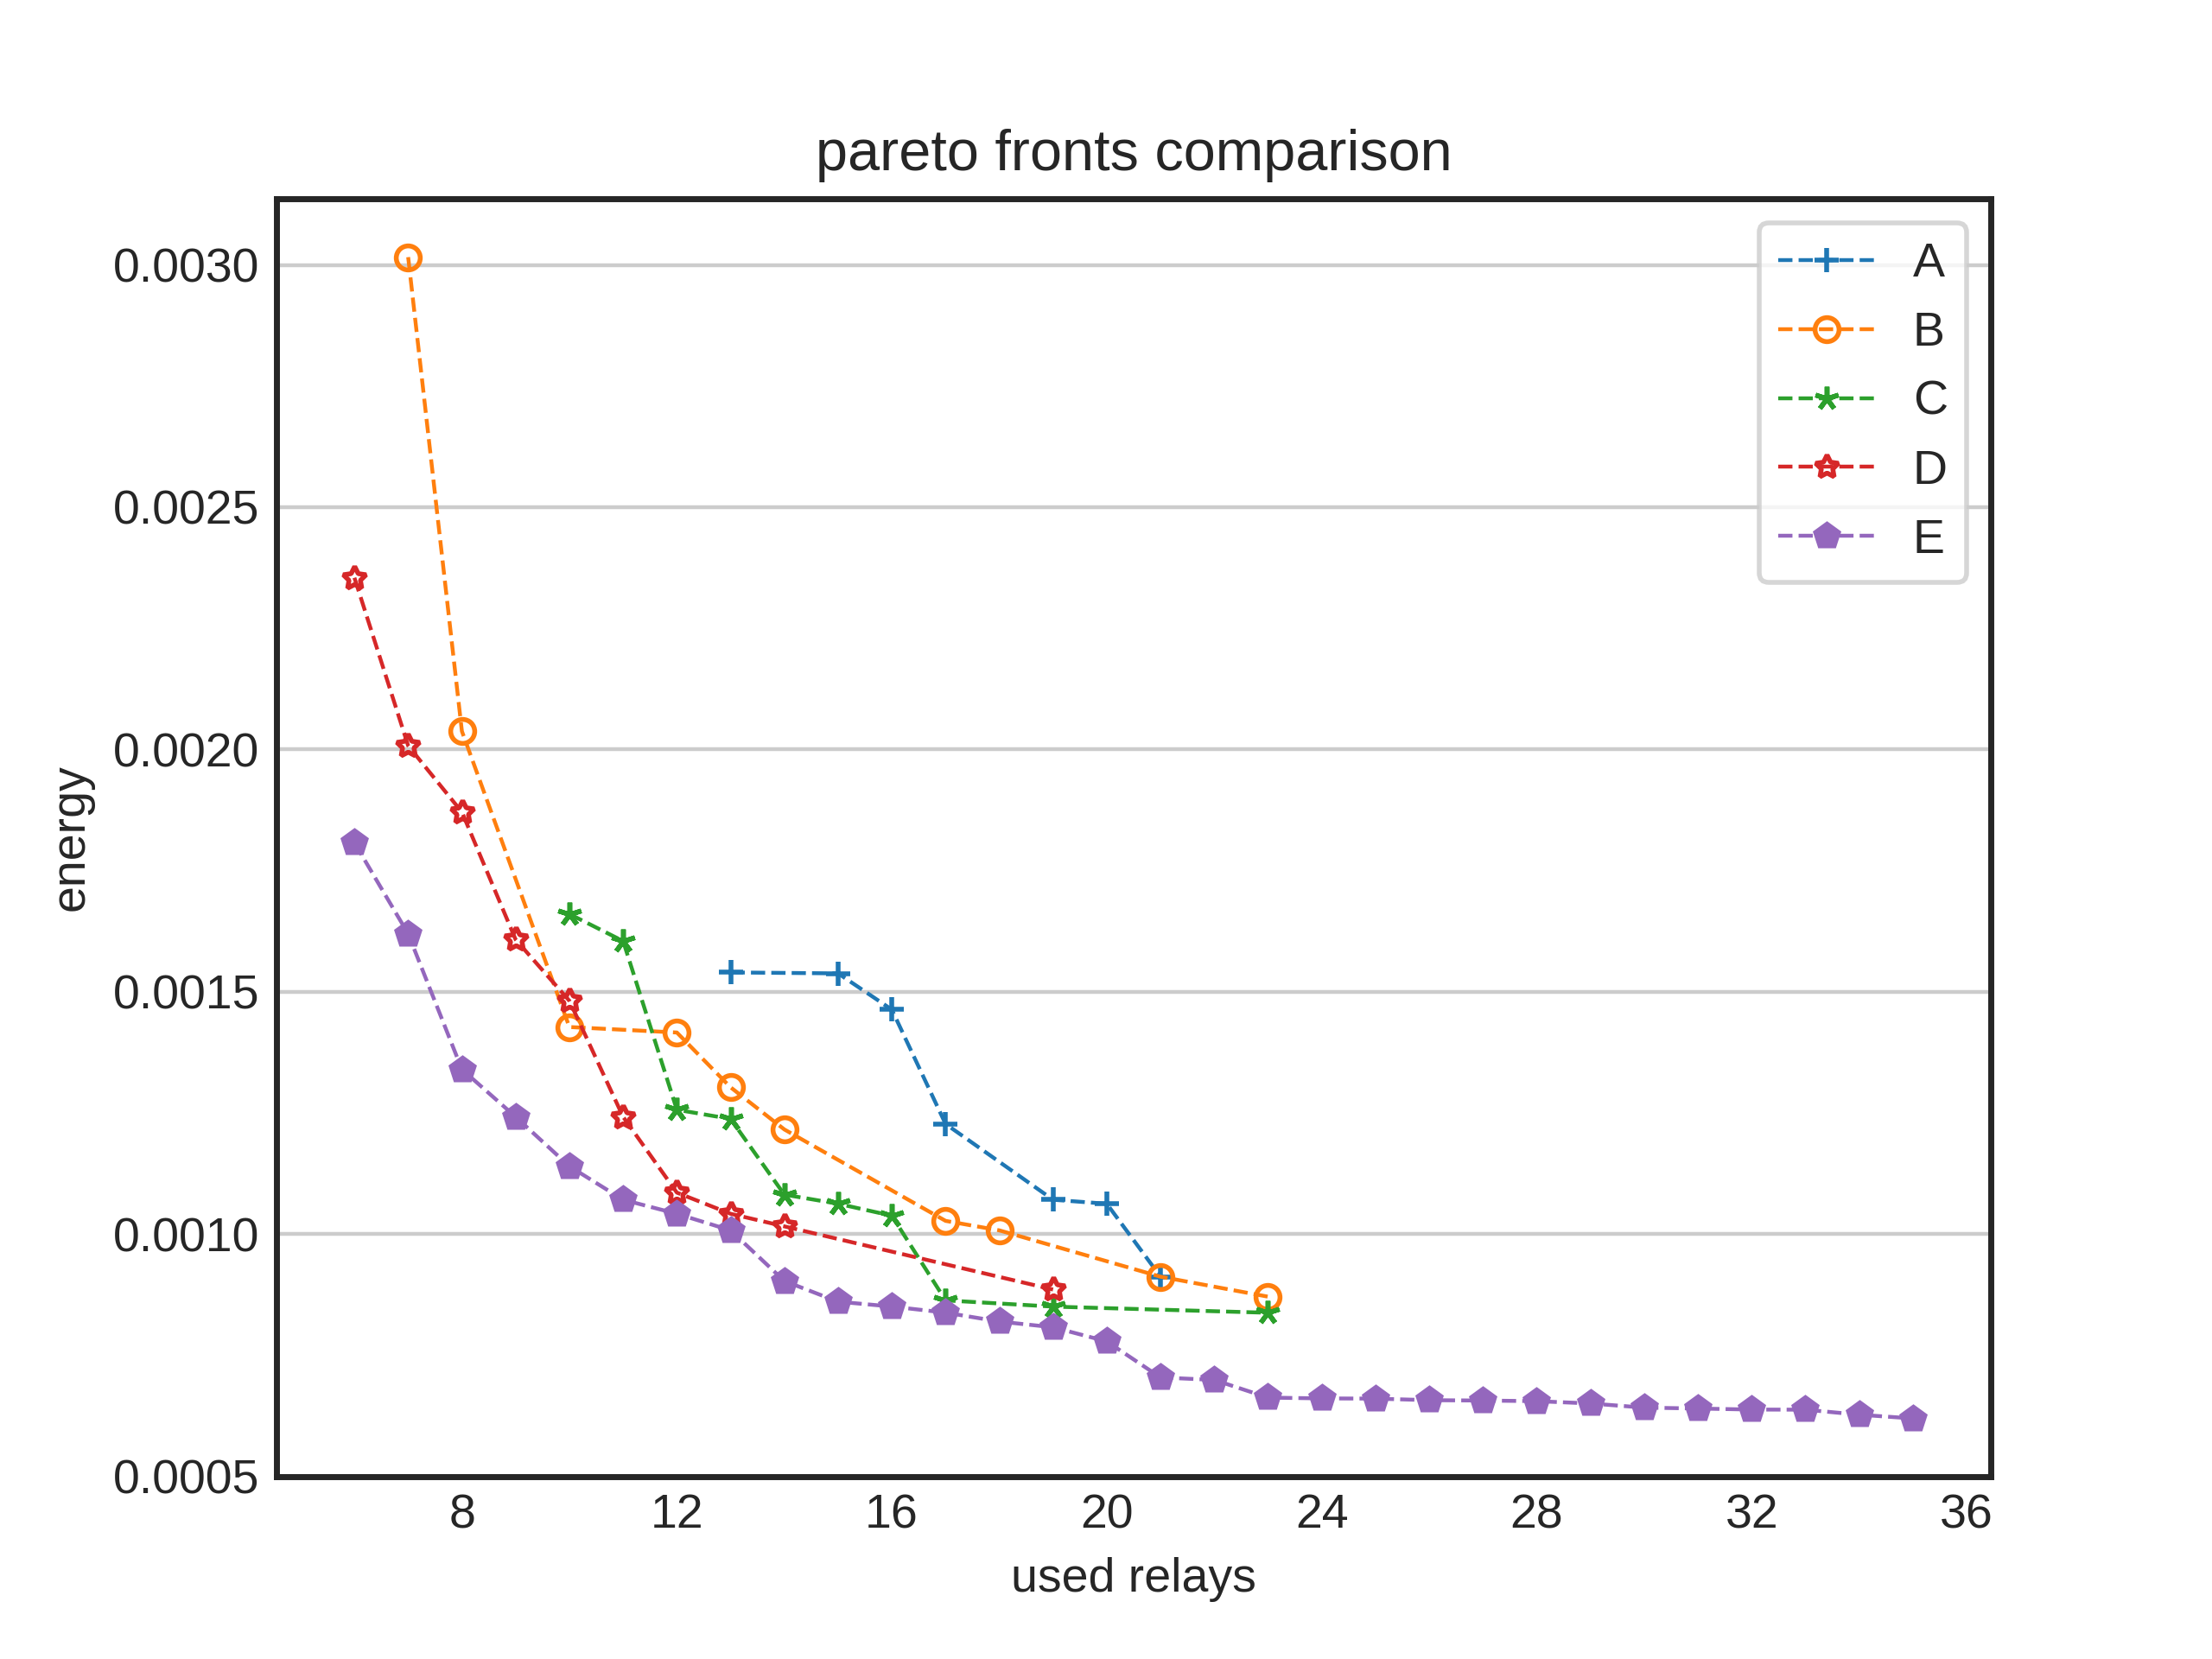 pareto fronts comparison
0.0030
0.0025
0.0020
0.0015
0.0010
0.0005
energy
A
B
C
D
E
8 12 16 20 24 28 32 36
used relays